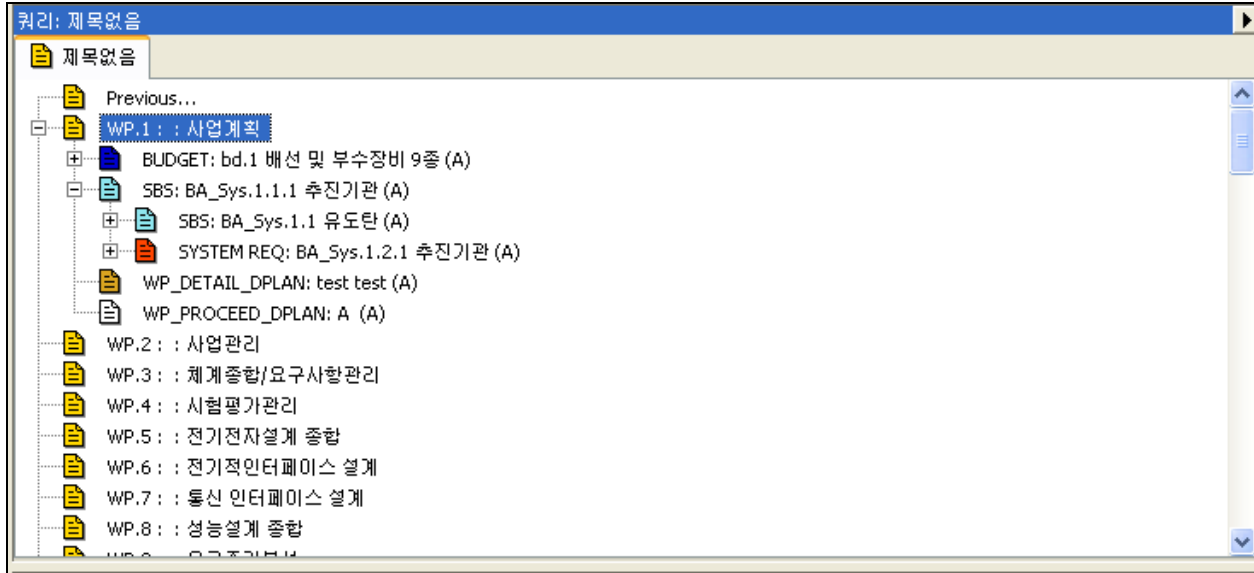 쿼리: 제목없음
제목없음
Previous...
WP.1 : : 사업계획
BUDGET: bd.1 배선 및 부수장비 9종 (A)
SBS: BA_Sys.1.1.1 추진기관 (A)
SBS: BA_Sys.1.1 유도탄 (A)
SYSTEM REQ: BA_Sys.1.2.1 추진기관 (A)
WP_DETAIL_DPLAN: test test (A)
WP_PROCEED_DPLAN: A (A)
WP.2 : : 사업관리
WP.3 : : 체계종합/요구사항관리
WP.4 : : 시험평가관리
WP.5 : : 전기전자설계 종합
WP.6 : : 전기적인터페이스 설계
WP.7 : : 통신 인터페이스 설계
WP.8 : : 성능설계 종합